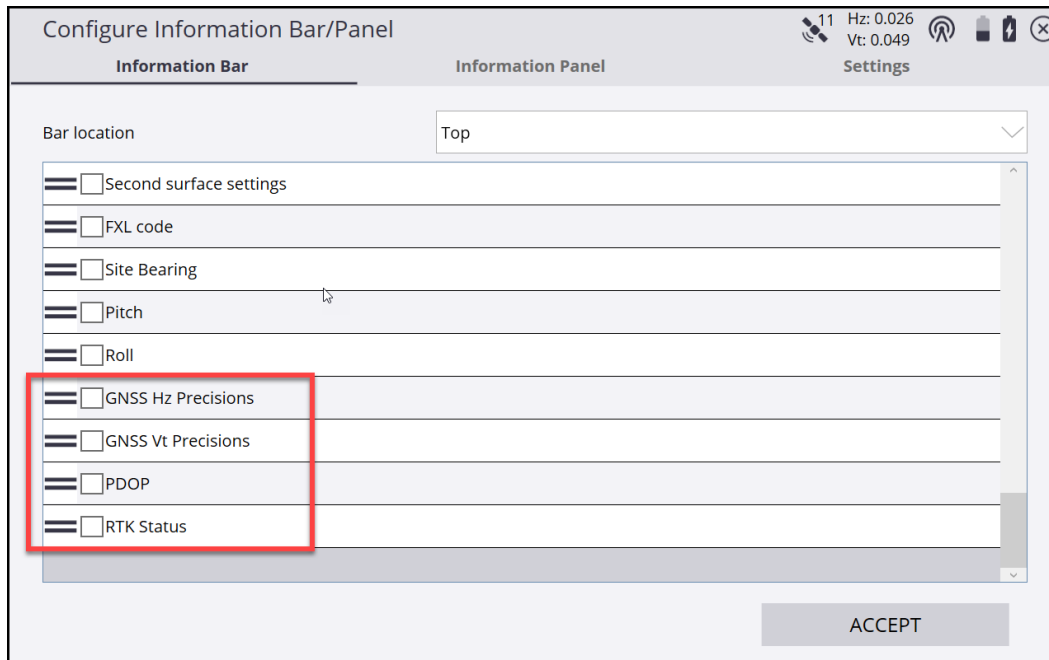 Configure Information Bar/Panel
11
Hz: 0.026
Vt: 0.049
Information Bar
Information Panel
Settings
Bar location
Top
Second surface settings
FXL code
Site Bearing
Pitch
Roll
GNSS Hz Precisions
GNSS Vt Precisions
PDOP
RTK Status
ACCEPT